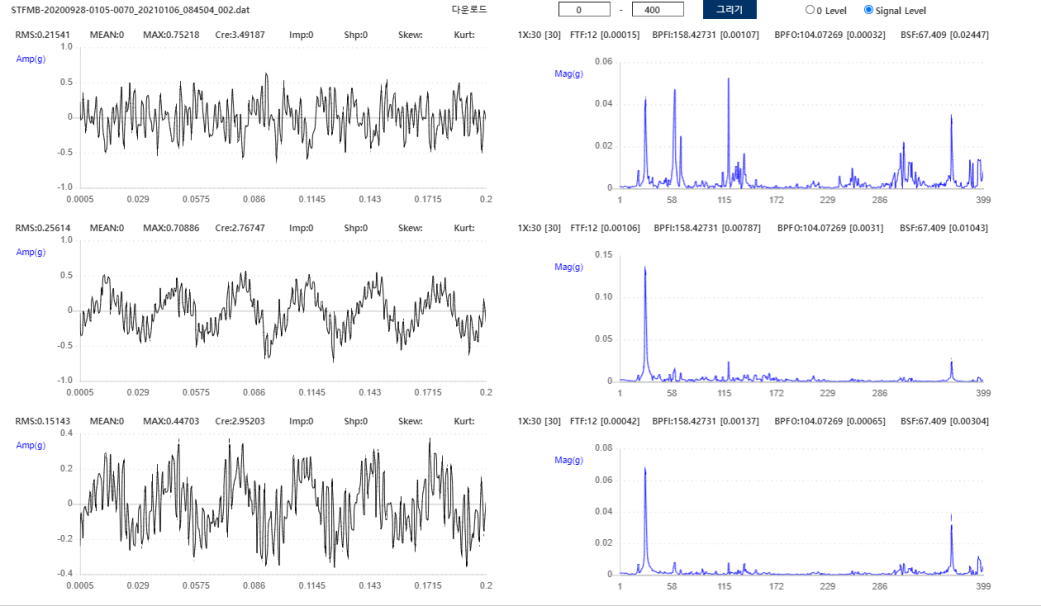 STFMB-20200928-0105-0070_20210106_084504_002.dat 다운로드 0 - 400 그리기 0 Level Signal Level
RMS:0.21541 MEAN:0 MAX:0.75218 Cre:3.49187 Imp:0 Shp:0 Skew: Kurt: 1X:30 [30] FTF:12 [0.00015] BPFI:158.42731 [0.00107] BPFO:104.07269 [0.00032] BSF:67.409 [0.02447]
Amp(g)
1.0
0.5
0
-0.5
-1.0
0.0005 0.029 0.0575 0.086 0.1145 0.143 0.1715 0.2
Mag(g)
0.06
0.04
0.02
0
1 58 115 172 229 286 399
RMS:0.25614 MEAN:0 MAX:0.70886 Cre:2.76747 Imp:0 Shp:0 Skew: Kurt: 1X:30 [30] FTF:12 [0.00106] BPFI:158.42731 [0.00787] BPFO:104.07269 [0.0031] BSF:67.409 [0.01043]
Amp(g)
1.0
0.5
0
-0.5
-1.0
0.0005 0.029 0.0575 0.086 0.1145 0.143 0.1715 0.2
Mag(g)
0.15
0.10
0.05
0
1 58 115 172 229 286 399
RMS:0.15143 MEAN:0 MAX:0.44703 Cre:2.95203 Imp:0 Shp:0 Skew: Kurt: 1X:30 [30] FTF:12 [0.00042] BPFI:158.42731 [0.00137] BPFO:104.07269 [0.00065] BSF:67.409 [0.00304]
Amp(g)
0.4
0.2
0
-0.2
-0.4
0.0005 0.029 0.0575 0.086 0.1145 0.143 0.1715 0.2
Mag(g)
0.08
0.06
0.04
0.02
0
1 58 115 172 229 286 399